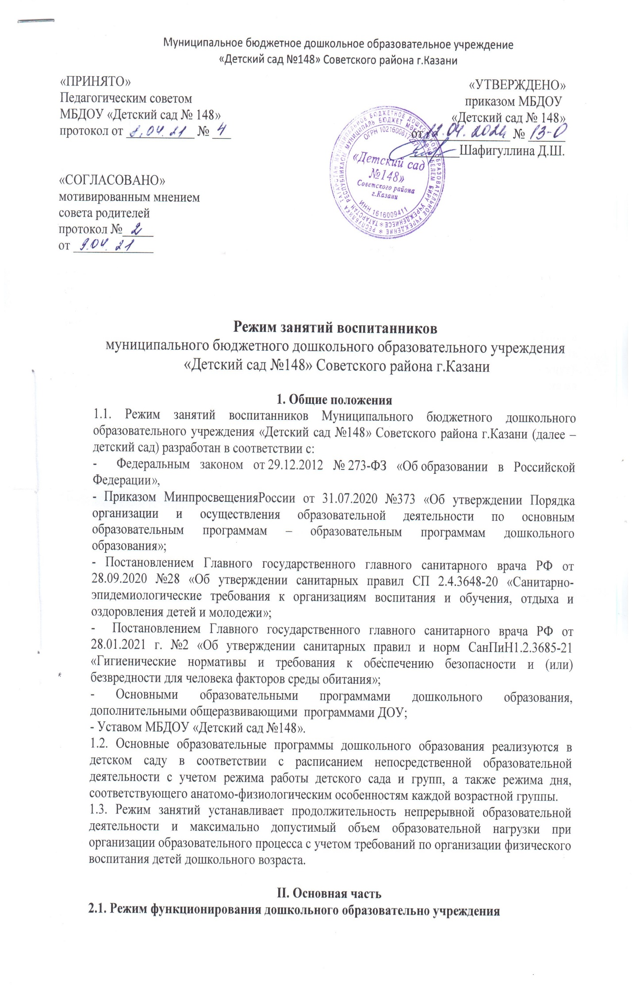 Муниципальное бюджетное дошкольное образовательное учреждение
«Детский сад №148» Советского района г.Казани
«ПРИНЯТО»
Педагогическим советом
МБДОУ «Детский сад № 148»
протокол от 8.04.21 № 4
«УТВЕРЖДЕНО»
приказом МБДОУ
«Детский сад № 148»
от 12.04.2021 № 13-О
Шафигуллина Д.Ш.
«Детский сад
№148»
Советского района
г.Казани
ИНН 1616009411
«СОГЛАСОВАНО»
мотивированным мнением
совета родителей
протокол № 2
от 9.04.21
Режим занятий воспитанников
муниципального бюджетного дошкольного образовательного учреждения
«Детский сад №148» Советского района г.Казани
1. Общие положения
1.1. Режим занятий воспитанников Муниципального бюджетного дошкольного
образовательного учреждения «Детский сад №148» Советского района г.Казани (далее –
детский сад) разработан в соответствии с:
- Федеральным законом от 29.12.2012 № 273-ФЗ «Об образовании в Российской
Федерации»,
- Приказом МинпросвещенияРоссии от 31.07.2020 №373 «Об утверждении Порядка
организации и осуществления образовательной деятельности по основным
образовательным программам – образовательным программам дошкольного
образования»;
- Постановлением Главного государственного главного санитарного врача РФ от
28.09.2020 №28 «Об утверждении санитарных правил СП 2.4.3648-20 «Санитарно-
эпидемиологические требования к организациям воспитания и обучения, отдыха и
оздоровления детей и молодежи»;
- Постановлением Главного государственного главного санитарного врача РФ от
28.01.2021 г. №2 «Об утверждении санитарных правил и норм СанПиН1.2.3685-21
«Гигиенические нормативы и требования к обеспечению безопасности и (или)
безвредности для человека факторов среды обитания»;
- Основными образовательными программами дошкольного образования,
дополнительными общеразвивающими программами ДОУ;
- Уставом МБДОУ «Детский сад №148».
1.2. Основные образовательные программы дошкольного образования реализуются в
детском саду в соответствии с расписанием непосредственной образовательной
деятельности с учетом режима работы детского сада и групп, а также режима дня,
соответствующего анатомо-физиологическим особенностям каждой возрастной группы.
1.3. Режим занятий устанавливает продолжительность непрерывной образовательной
деятельности и максимально допустимый объем образовательной нагрузки при
организации образовательного процесса с учетом требований по организации физического
воспитания детей дошкольного возраста.
II. Основная часть
2.1. Режим функционирования дошкольного образовательно учреждения